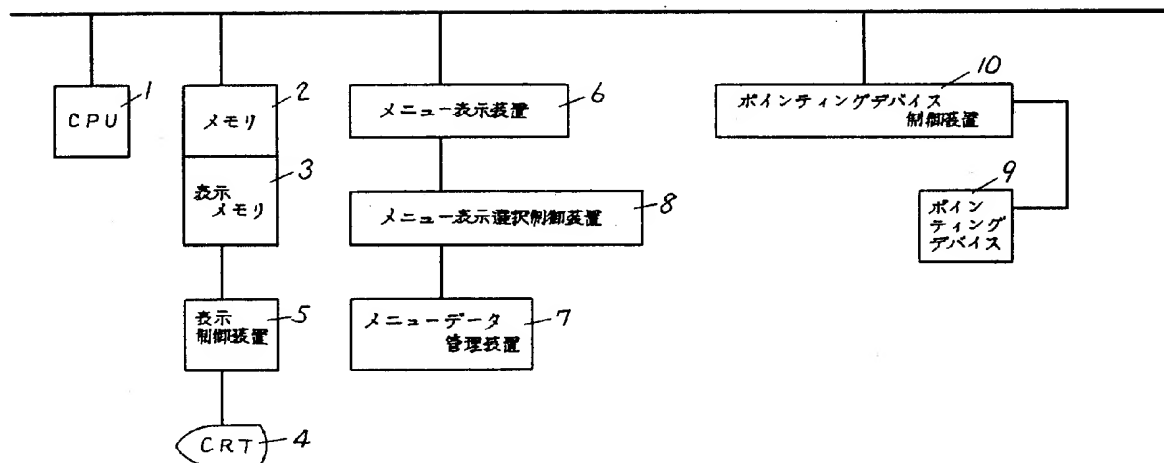 1
CPU
2
メモリ
3
表示
メモリ
5
表示
制御装置
4
CRT
6
メニュー表示装置
8
メニュー表示選択制御装置
7
メニューデータ
管理装置
10
ポインティングデバイス
制御装置
9
ポイン
ティング
デバイス